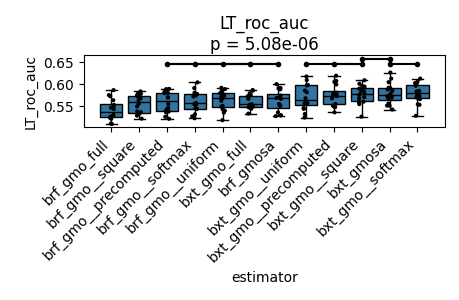 LT_roc_auc
p = 5.08e-06
LT_roc_auc
0.65
0.60
0.55
brf_gmo_full
brf_gmo__square
brf_gmo__precomputed
brf_gmo__softmax
brf_gmo__uniform
bxt_gmo_full
brf_gmosa
bxt_gmo__uniform
bxt_gmo__precomputed
bxt_gmo__square
bxt_gmosa
bxt_gmo__softmax
estimator